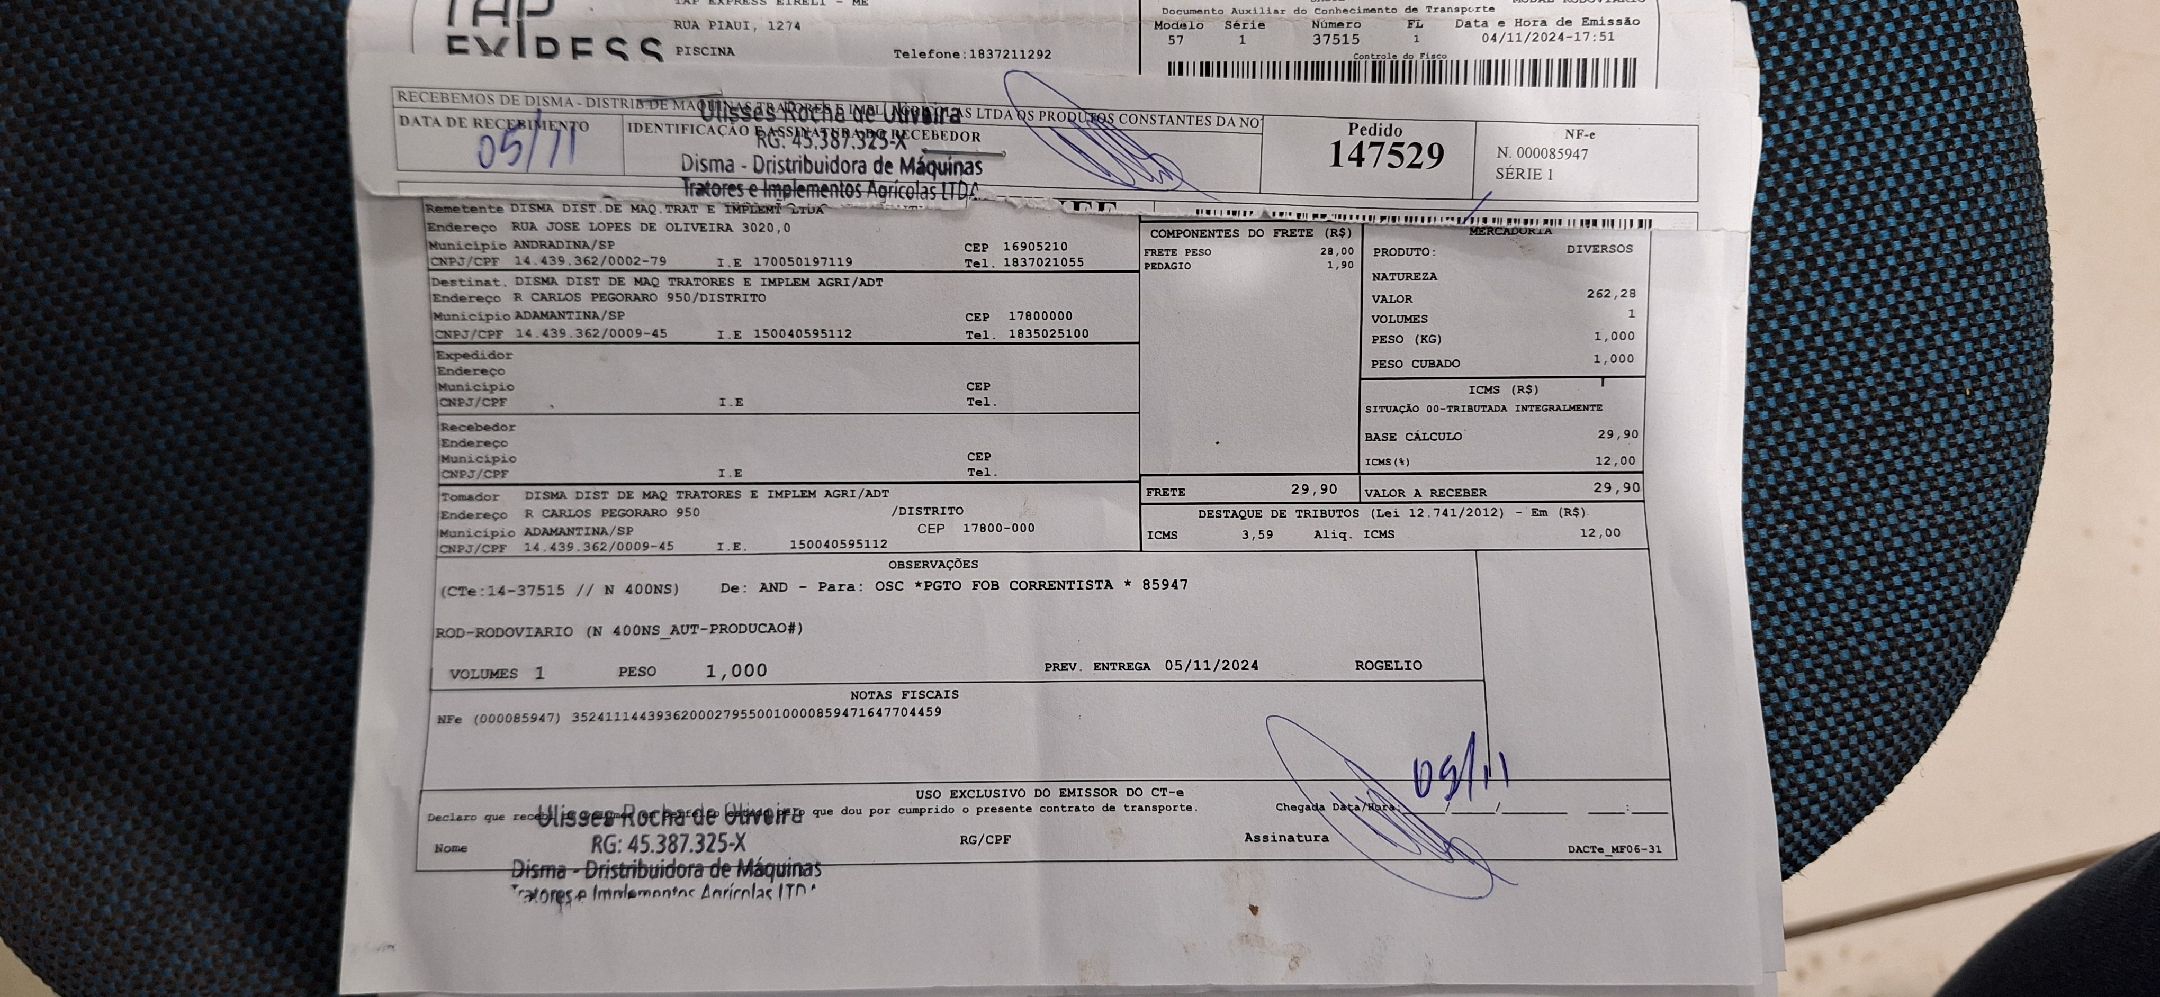 TAP EXPRESS EIRELI - ME
RUA PIAUI, 1274
PISCINA
Telefone:1837211292
TAP
EXPRESS
Documento Auxiliar do Conhecimento de Transporte
Modelo Série Número FL Data e Hora de Emissão
57 1 37515 1 04/11/2024-17:51
Controle do Fisco
RECEBEMOS DE DISMA - DISTRIB DE MAQUINAS TRATORES E IMPL AGRICOLAS LTDA OS PRODUTOS CONSTANTES DA NO
DATA DE RECEBIMENTO
05/11
IDENTIFICAÇÃO E ASSINATURA DO RECEBEDOR
Ulisses Rocha de Oliveira
RG: 45.387.325-X
Disma - Dristribuidora de Máquinas
Tratores e Implementos Agrícolas LTDA
Pedido
147529
NF-e
N. 000085947
SÉRIE 1
Remetente DISMA DIST.DE MAQ.TRAT E IMPLEMT LTDA
Endereço RUA JOSE LOPES DE OLIVEIRA 3020,0
Município ANDRADINA/SP CEP 16905210
CNPJ/CPF 14.439.362/0002-79 I.E 170050197119 Tel. 1837021055
Destinat. DISMA DIST DE MAQ TRATORES E IMPLEM AGRI/ADT
Endereço R CARLOS PEGORARO 950/DISTRITO
Município ADAMANTINA/SP CEP 17800000
CNPJ/CPF 14.439.362/0009-45 I.E 150040595112 Tel. 1835025100
Expedidor
Endereço
Município CEP
CNPJ/CPF I.E Tel.
Recebedor
Endereço
Município CEP
CNPJ/CPF I.E Tel.
Tomador DISMA DIST DE MAQ TRATORES E IMPLEM AGRI/ADT
Endereço R CARLOS PEGORARO 950 /DISTRITO
Município ADAMANTINA/SP CEP 17800-000
CNPJ/CPF 14.439.362/0009-45 I.E. 150040595112
COMPONENTES DO FRETE (R$)
FRETE PESO 28,00
PEDAGIO 1,90
MERCADORIA
PRODUTO: DIVERSOS
NATUREZA
VALOR 262,28
VOLUMES 1
PESO (KG) 1,000
PESO CUBADO 1,000
ICMS (R$)
SITUAÇÃO 00-TRIBUTADA INTEGRALMENTE
BASE CÁLCULO 29,90
ICMS(%) 12,00
FRETE 29,90 VALOR A RECEBER 29,90
DESTAQUE DE TRIBUTOS (Lei 12.741/2012) - Em (R$)
ICMS 3,59 Aliq. ICMS 12,00
OBSERVAÇÕES
(CTe:14-37515 // N 400NS) De: AND - Para: OSC *PGTO FOB CORRENTISTA * 85947
ROD-RODOVIARIO (N 400NS_AUT-PRODUCAO#)
VOLUMES 1 PESO 1,000 PREV. ENTREGA 05/11/2024 ROGELIO
NOTAS FISCAIS
NFe (000085947) 35241114439362000279550010000859471647704459
USO EXCLUSIVO DO EMISSOR DO CT-e
Declaro que receb que dou por cumprido o presente contrato de transporte.
Chegada Data/Hora: / / :
05/11
Nome RG/CPF Assinatura
Ulisses Rocha de Oliveira
RG: 45.387.325-X
Disma - Dristribuidora de Máquinas
Tratores e Implementos Agrícolas LTDA
DACTe_MF06-31